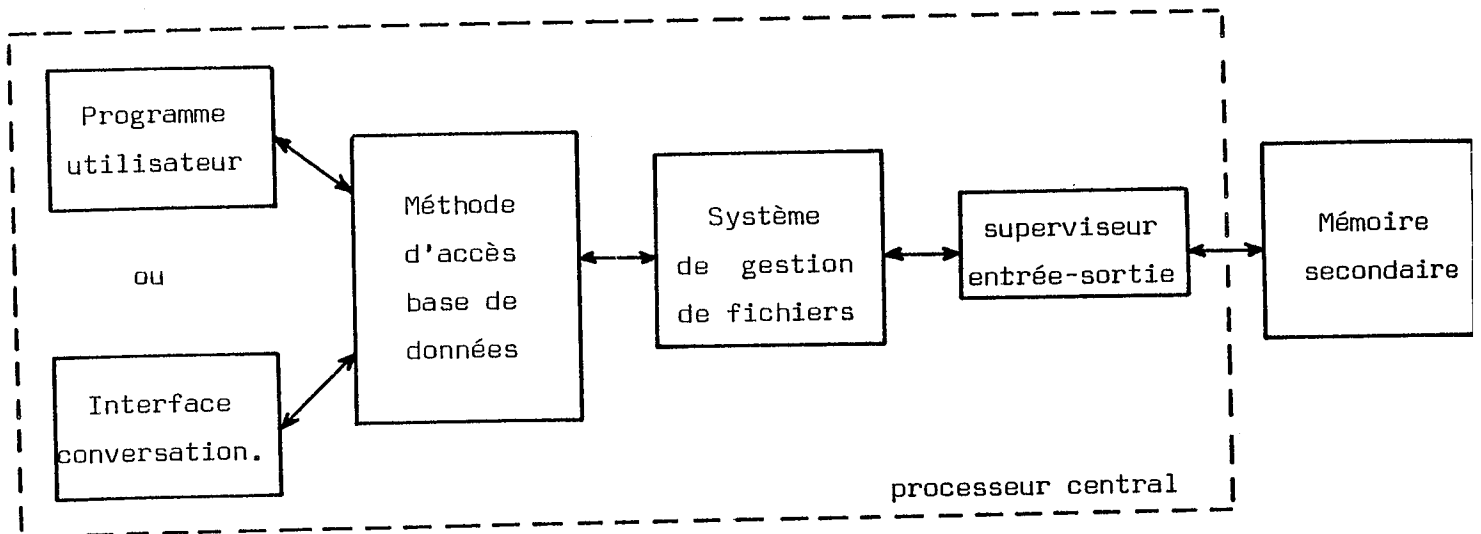 Programme
utilisateur
ou
Interface
conversation.
Méthode
d'accès
base de
données
Système
de gestion
de fichiers
superviseur
entrée-sortie
Mémoire
secondaire
processeur central